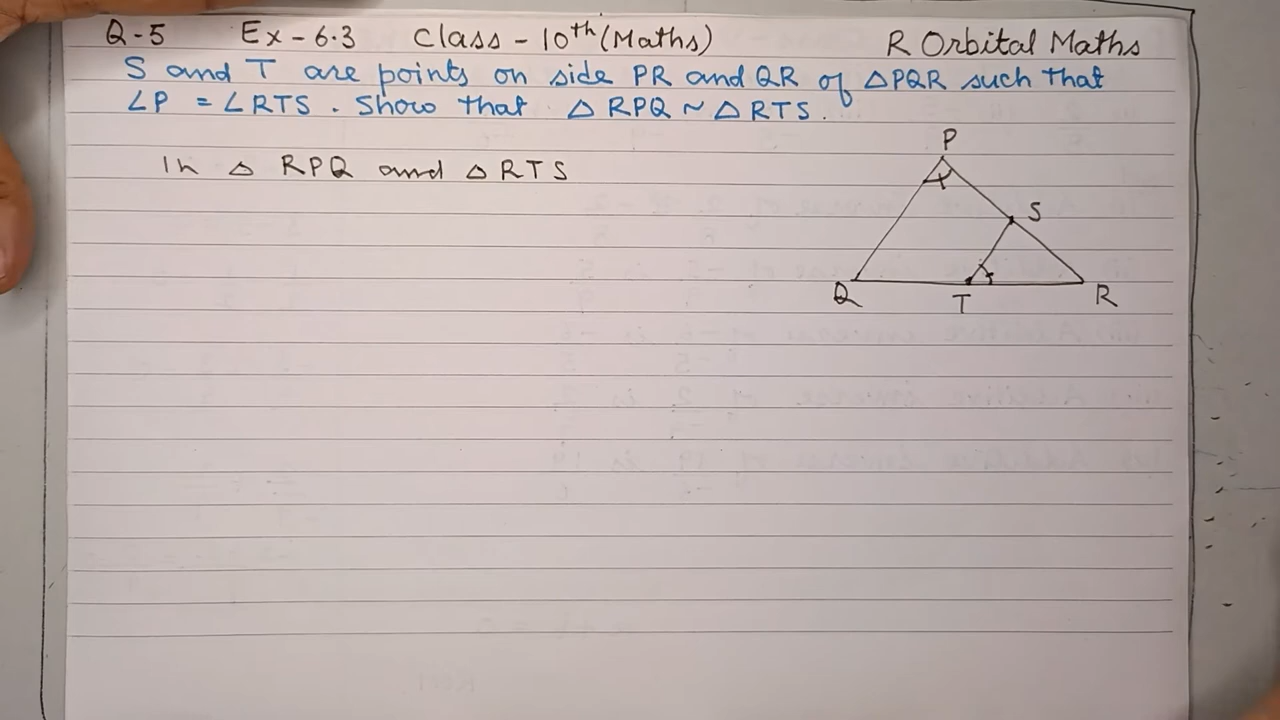 Q-5 Ex-6.3 Class-10th (Maths) R Orbital Maths
S and T are points on side PR and QR of △PQR such that
∠P = ∠RTS. Show that △RPQ ~ △RTS.
In △ RPQ and △RTS
P
S
Q
T
R